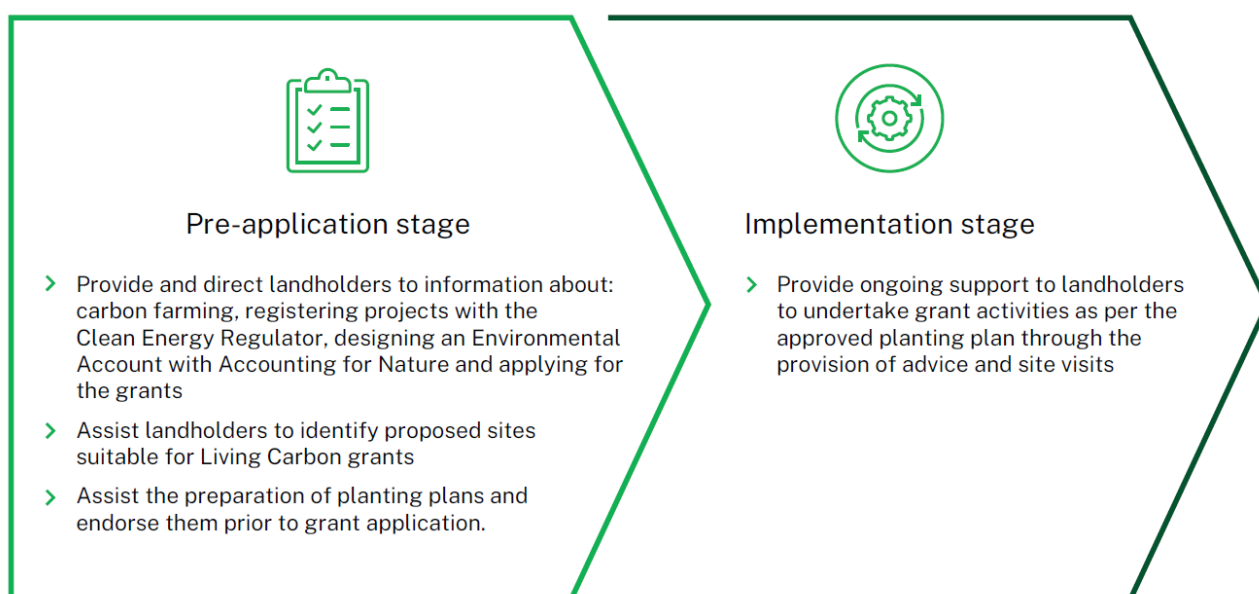 Pre-application stage
Provide and direct landholders to information about:
carbon farming, registering projects with the
Clean Energy Regulator, designing an Environmental
Account with Accounting for Nature and applying for
the grants
Assist landholders to identify proposed sites
suitable for Living Carbon grants
Assist the preparation of planting plans and
endorse them prior to grant application.
Implementation stage
Provide ongoing support to landholders
to undertake grant activities as per the
approved planting plan through the
provision of advice and site visits